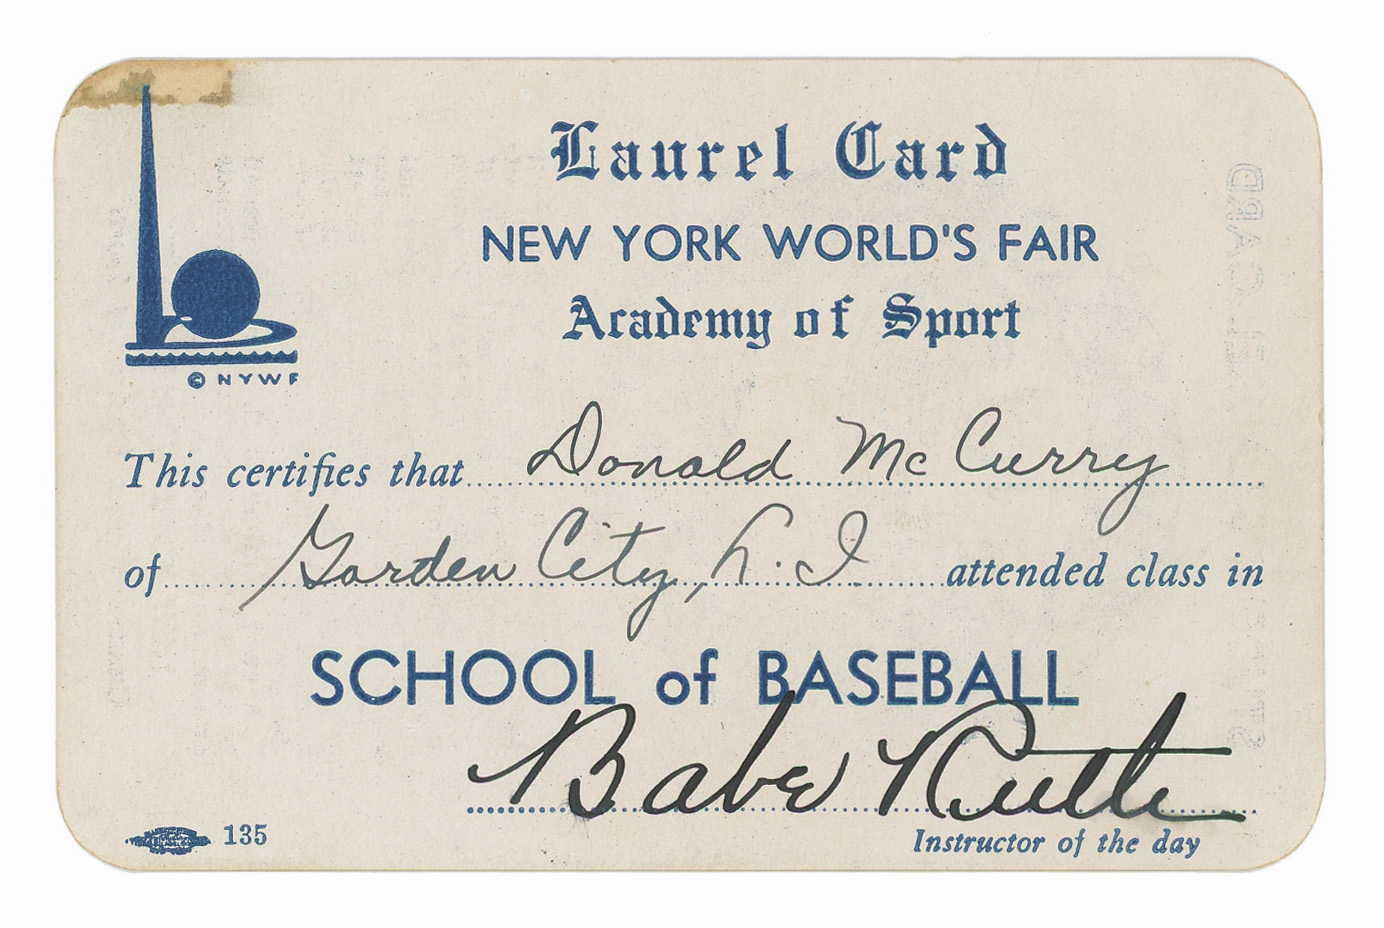 Laurel Card
NEW YORK WORLD'S FAIR
Academy of Sport
© NYWF
This certifies that Donald McCurry
of Garden City, L.I. attended class in
SCHOOL of BASEBALL
Babe Ruth
135
Instructor of the day